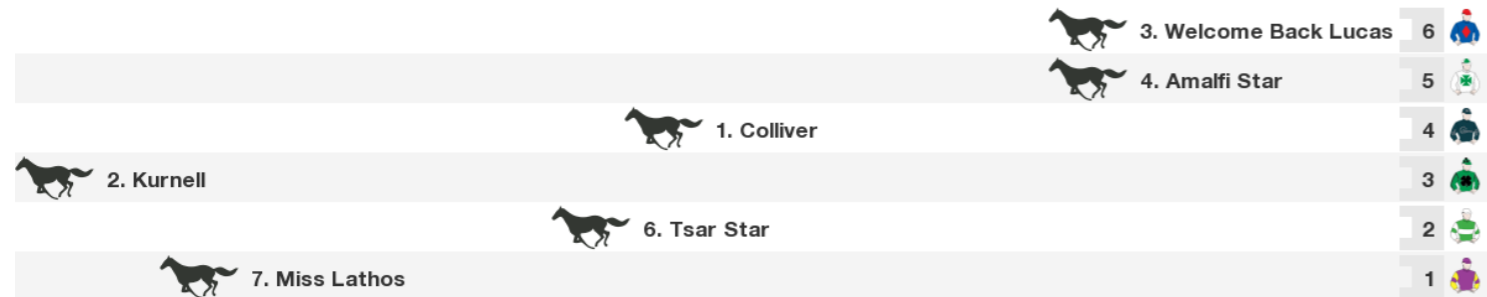 3. Welcome Back Lucas 6
4. Amalfi Star 5
1. Colliver 4
2. Kurnell 3
6. Tsar Star 2
7. Miss Lathos 1